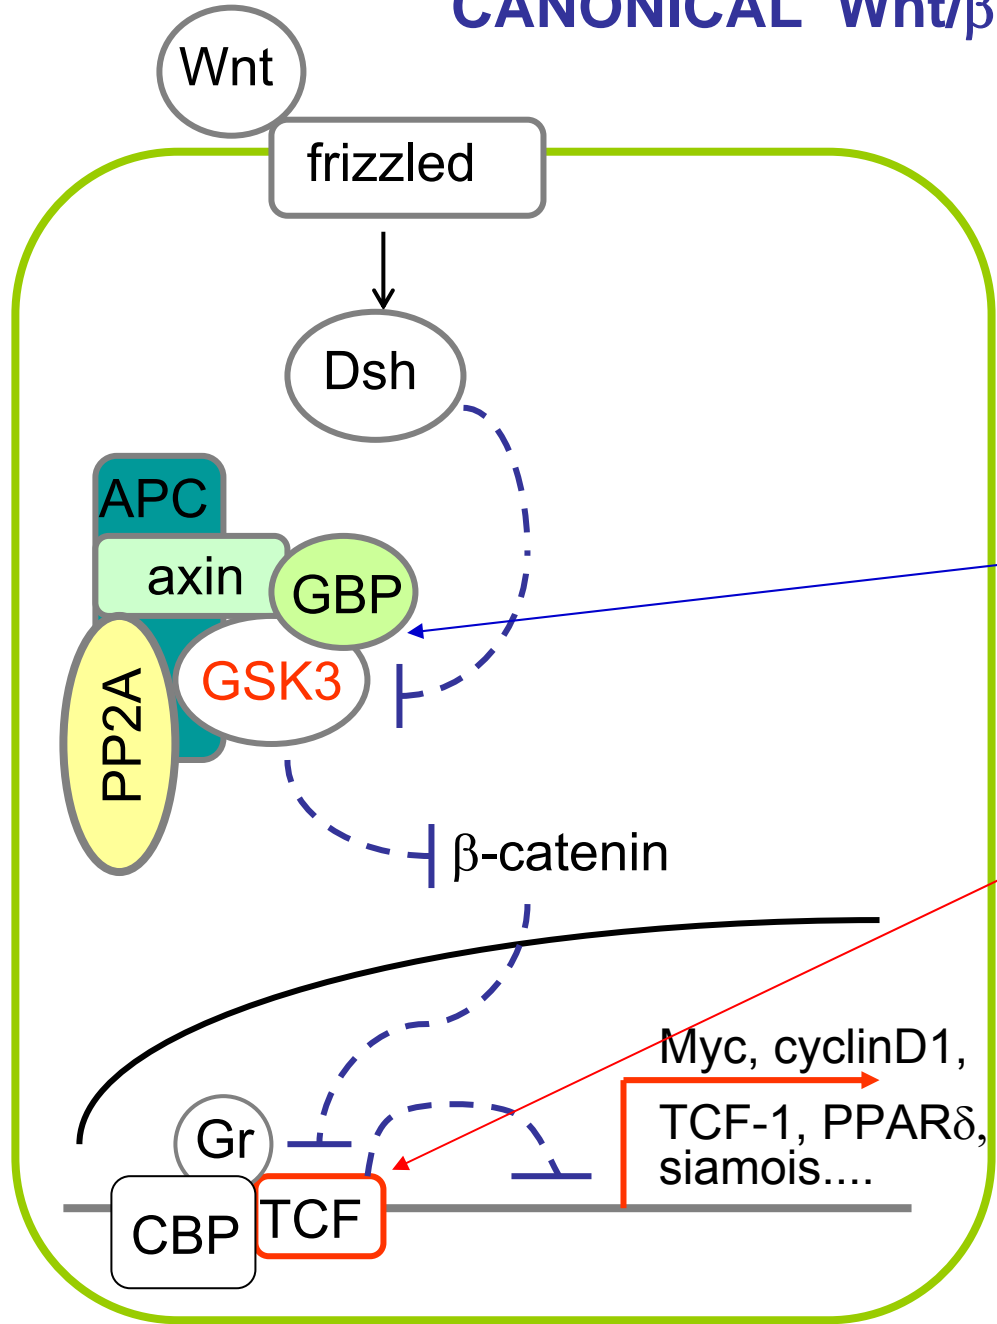 CANONICAL Wnt/β
Wnt
frizzled
Dsh
APC
axin
GBP
GSK3
PP2A
β-catenin
Myc, cyclinD1,
TCF-1, PPARδ,
siamois....
Gr
TCF
CBP